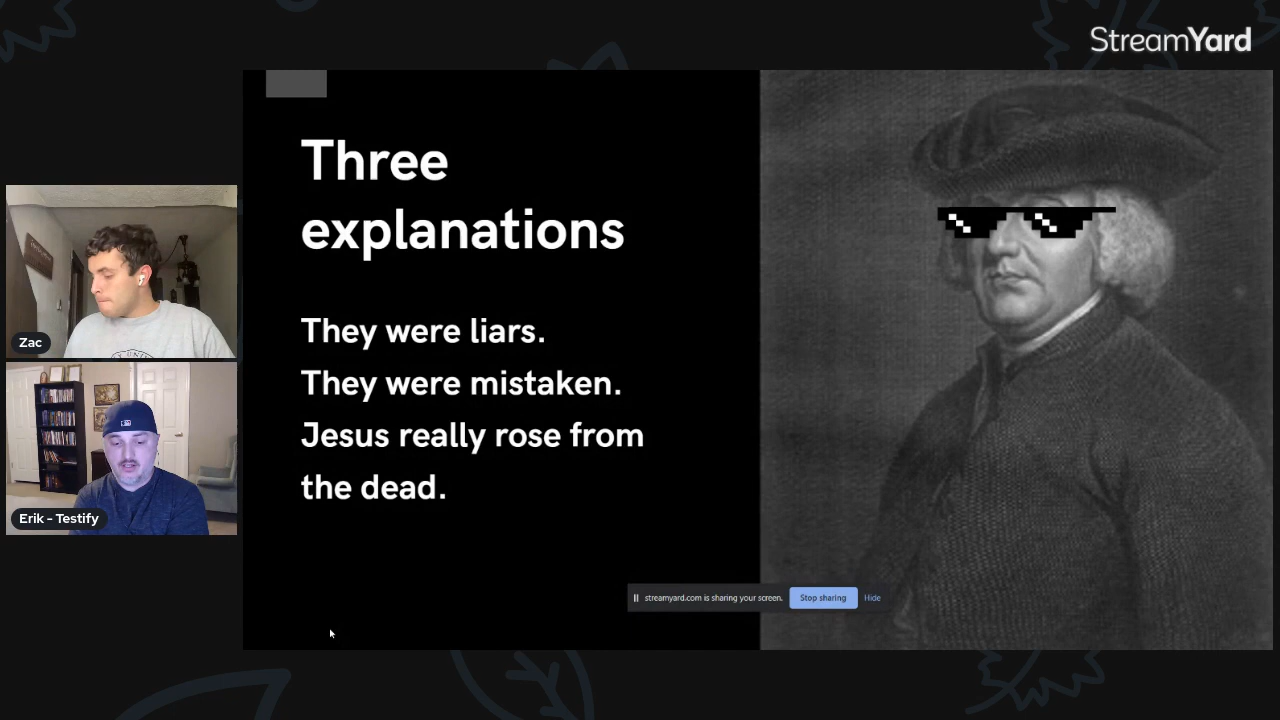 StreamYard
Three
explanations
They were liars.
They were mistaken.
Jesus really rose from
the dead.
Zac
Erik - Testify
streamyard.com is sharing your screen.
Stop sharing
Hide